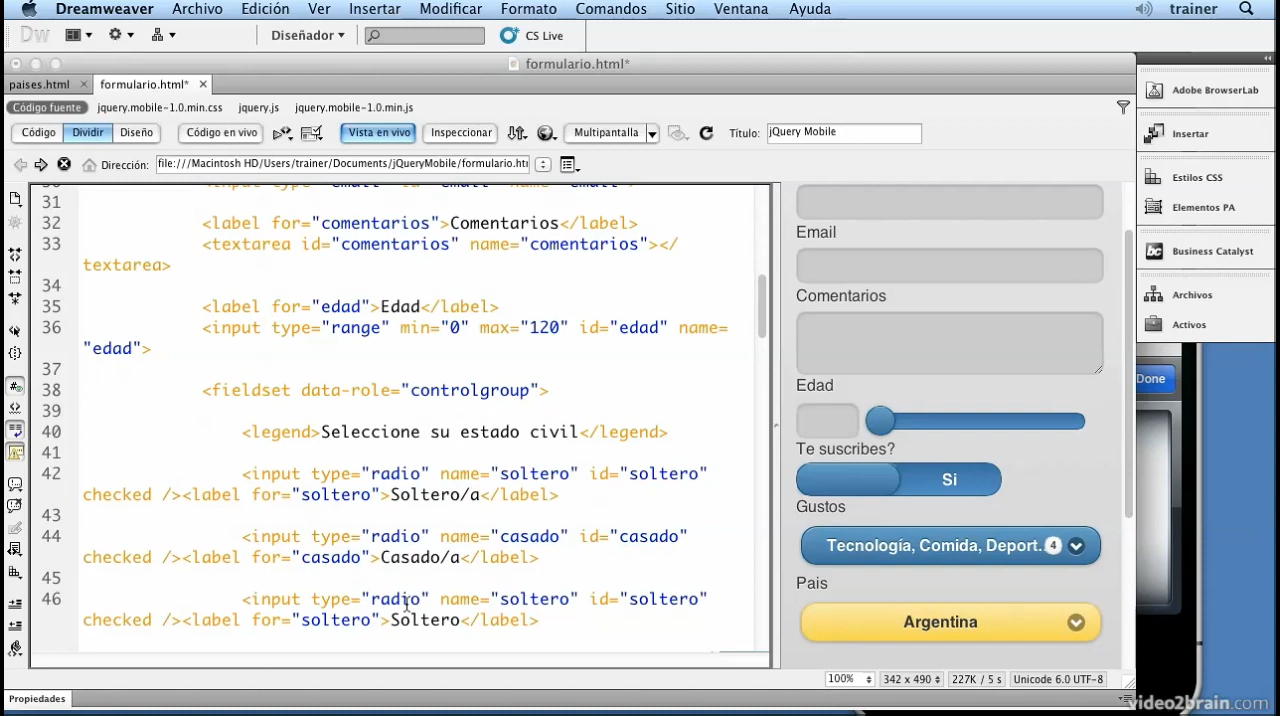 Dreamweaver Archivo Edición Ver Insertar Modificar Formato Comandos Sitio Ventana Ayuda trainer
Dw Diseñador CS Live
formulario.html*
paises.html formulario.html*
Código fuente jquery.mobile-1.0.min.css jquery.js jquery.mobile-1.0.min.js
Código Dividir Diseño Código en vivo Vista en vivo Inspeccionar Multipantalla Título: jQuery Mobile
Dirección: file:///Macintosh HD/Users/trainer/Documents/jQueryMobile/formulario.htm
31
32 <label for="comentarios">Comentarios</label>
33 <textarea id="comentarios" name="comentarios"></
textarea>
34
35 <label for="edad">Edad</label>
36 <input type="range" min="0" max="120" id="edad" name=
"edad">
37
38 <fieldset data-role="controlgroup">
39
40 <legend>Seleccione su estado civil</legend>
41
42 <input type="radio" name="soltero" id="soltero"
checked /><label for="soltero">Soltero/a</label>
43
44 <input type="radio" name="casado" id="casado"
checked /><label for="casado">Casado/a</label>
45
46 <input type="radio" name="soltero" id="soltero"
checked /><label for="soltero">Soltero</label>
Email
Comentarios
Edad
Te suscribes?
Si
Gustos
Tecnología, Comida, Deport... 4
Pais
Argentina
100% 342 x 490 227K / 5 s Unicode 6.0 UTF-8
Propiedades
Adobe BrowserLab
Insertar
Estilos CSS
Elementos PA
Business Catalyst
Archivos
Activos
Done
video2brain.com